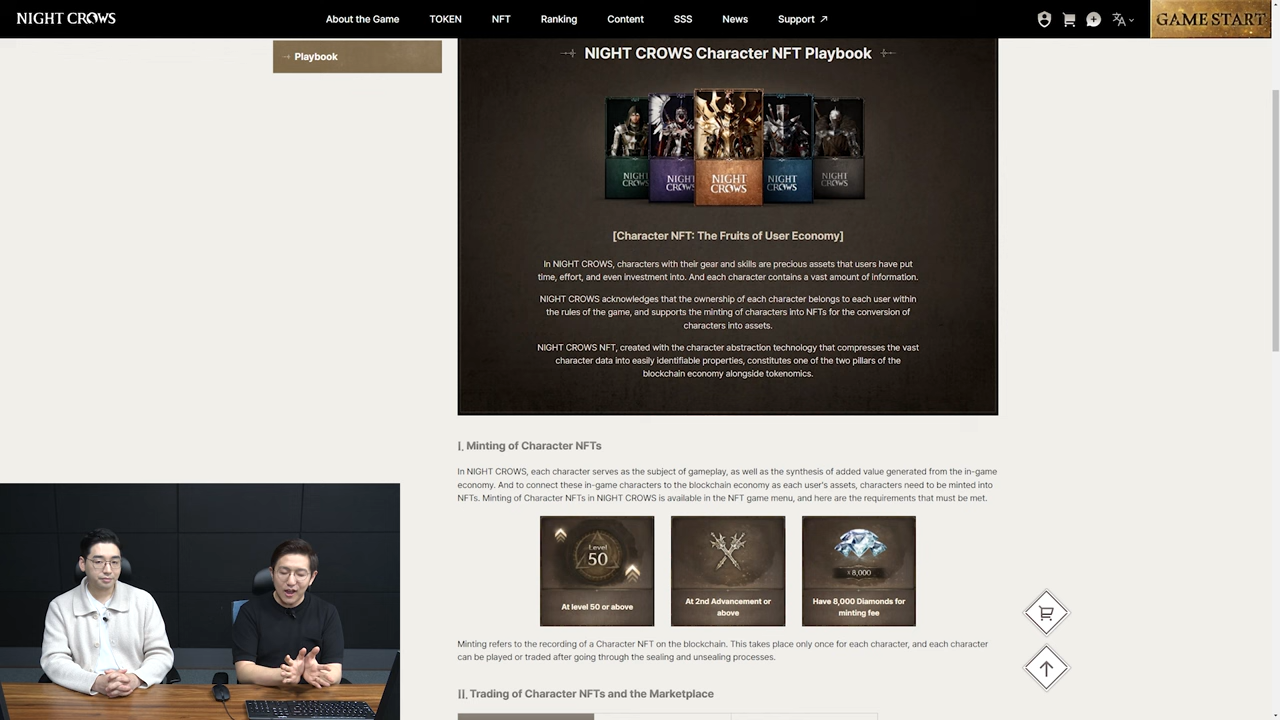 NIGHT CROWS
About the Game
TOKEN
NFT
Ranking
Content
SSS
News
Support
GAME START
Playbook
NIGHT CROWS Character NFT Playbook
NIGHT CROWS
NIGHT CROWS
NIGHT CROWS
NIGHT CROWS
NIGHT CROWS
[Character NFT: The Fruits of User Economy]
In NIGHT CROWS, characters with their gear and skills are precious assets that users have put
time, effort, and even investment into. And each character contains a vast amount of information.
NIGHT CROWS acknowledges that the ownership of each character belongs to each user within
the rules of the game, and supports the minting of characters into NFTs for the conversion of
characters into assets.
NIGHT CROWS NFT, created with the character abstraction technology that compresses the vast
character data into easily identifiable properties, constitutes one of the two pillars of the
blockchain economy alongside tokenomics.
I. Minting of Character NFTs
In NIGHT CROWS, each character serves as the subject of gameplay, as well as the synthesis of added value generated from the in-game
economy. And to connect these in-game characters to the blockchain economy as each user's assets, characters need to be minted into
NFTs. Minting of Character NFTs in NIGHT CROWS is available in the NFT game menu, and here are the requirements that must be met.
Level
50
× 8,000
At level 50 or above
At 2nd Advancement or
above
Have 8,000 Diamonds for
minting fee
Minting refers to the recording of a Character NFT on the blockchain. This takes place only once for each character, and each character
can be played or traded after going through the sealing and unsealing processes.
II. Trading of Character NFTs and the Marketplace